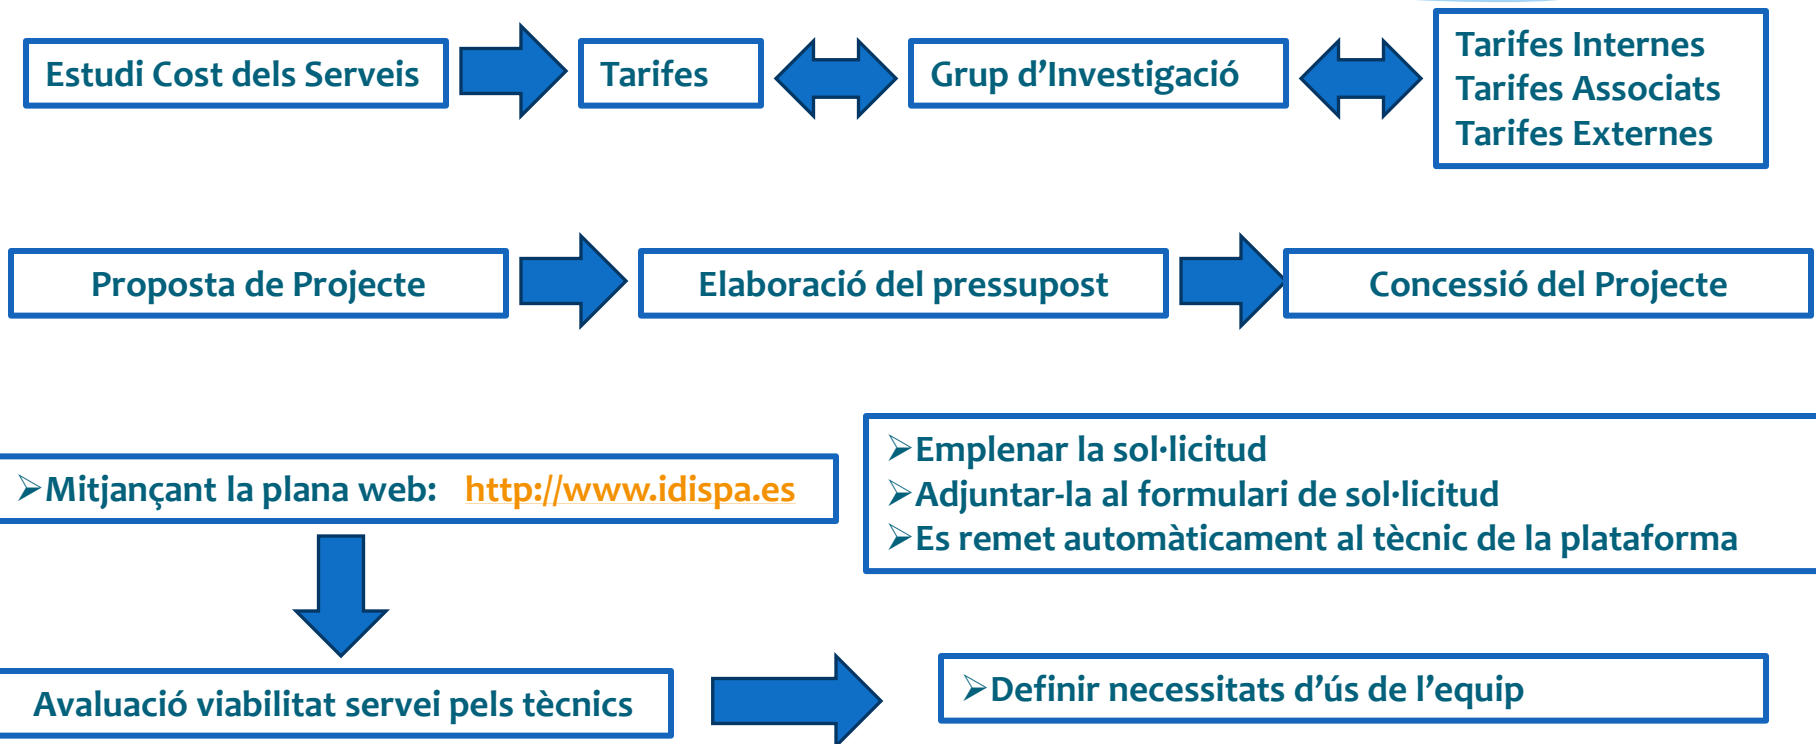 Estudi Cost dels Serveis
Tarifes
Grup d’Investigació
Tarifes Internes
Tarifes Associats
Tarifes Externes
Proposta de Projecte
Elaboració del pressupost
Concessió del Projecte
➢Mitjançant la plana web: http://www.idispa.es
➢Emplenar la sol·licitud
➢Adjuntar-la al formulari de sol·licitud
➢Es remet automàticament al tècnic de la plataforma
Avaluació viabilitat servei pels tècnics
➢Definir necessitats d’ús de l’equip